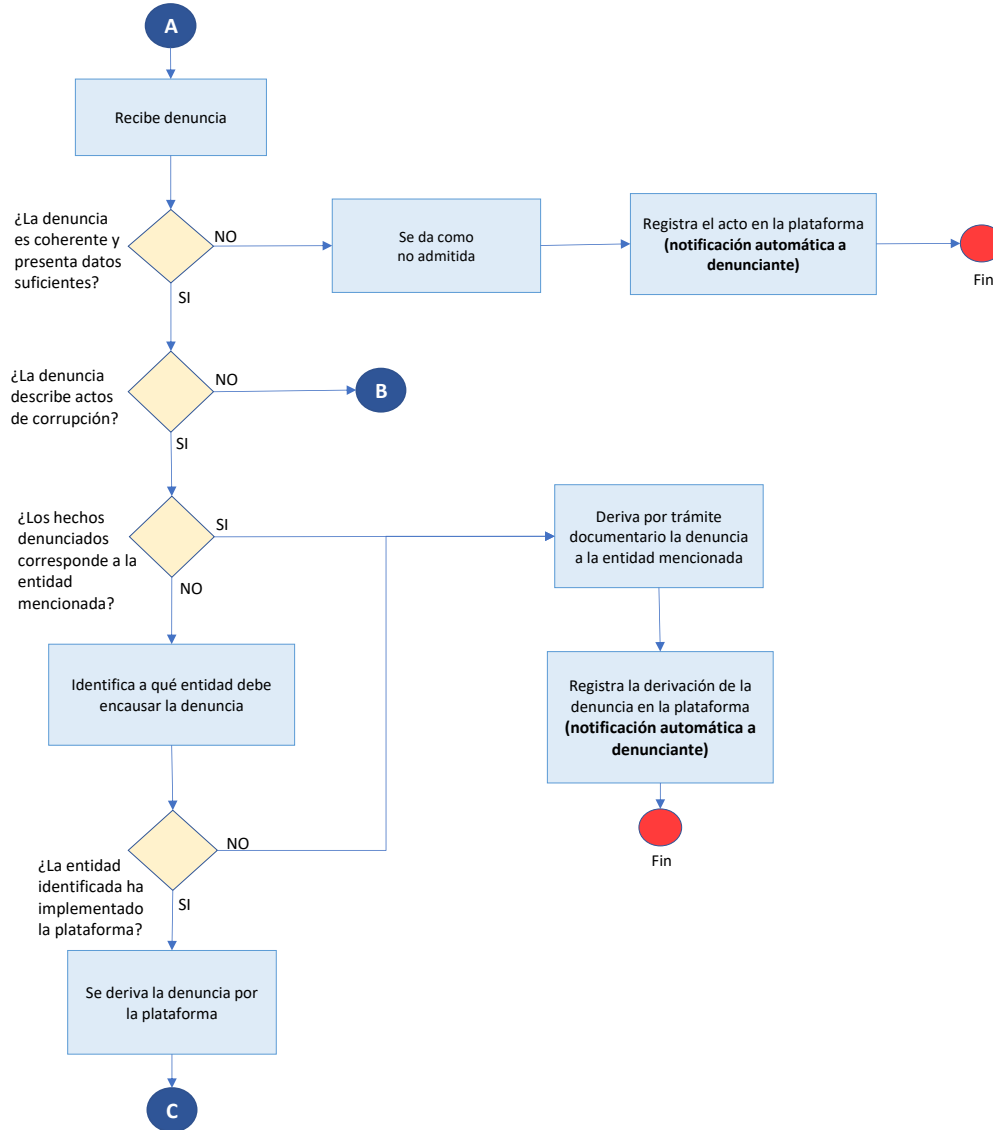 A
Recibe denuncia
¿La denuncia
es coherente y
presenta datos
suficientes?
NO
Se da como
no admitida
Registra el acto en la plataforma
(notificación automática a
denunciante)
Fin
SI
¿La denuncia
describe actos
de corrupción?
NO
B
SI
¿Los hechos
denunciados
corresponde a la
entidad
mencionada?
SI
Deriva por trámite
documentario la denuncia
a la entidad mencionada
NO
Identifica a qué entidad debe
encausar la denuncia
Registra la derivación de la
denuncia en la plataforma
(notificación automática a
denunciante)
Fin
¿La entidad
identificada ha
implementado
la plataforma?
NO
SI
Se deriva la denuncia por
la plataforma
C